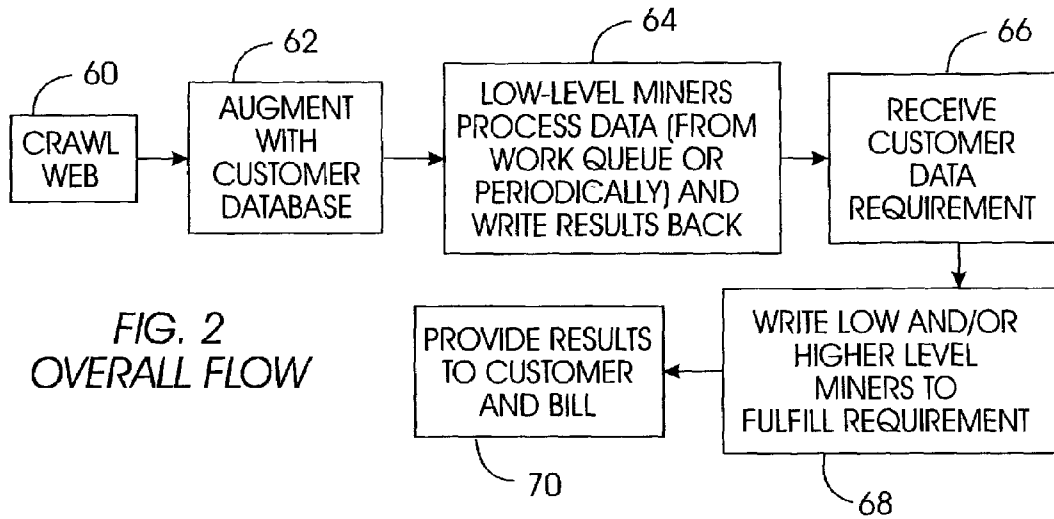 60
CRAWL
WEB
62
AUGMENT
WITH
CUSTOMER
DATABASE
64
LOW-LEVEL MINERS
PROCESS DATA (FROM
WORK QUEUE OR
PERIODICALLY) AND
WRITE RESULTS BACK
66
RECEIVE
CUSTOMER
DATA
REQUIREMENT
WRITE LOW AND/OR
HIGHER LEVEL
MINERS TO
FULFILL REQUIREMENT
68
PROVIDE RESULTS
TO CUSTOMER
AND BILL
70
FIG. 2
OVERALL FLOW